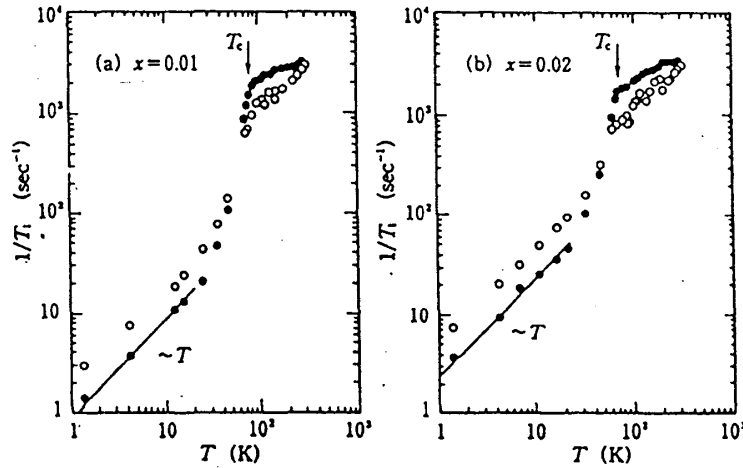 10⁴
10³
10²
10
1
1/T₁ (sec⁻¹)
(a) x=0.01
T_c
~T
1 10 10² 10³
T (K)
10⁴
10³
10²
10
1
1/T₁ (sec⁻¹)
(b) x=0.02
T_c
~T
1 10 10² 10³
T (K)